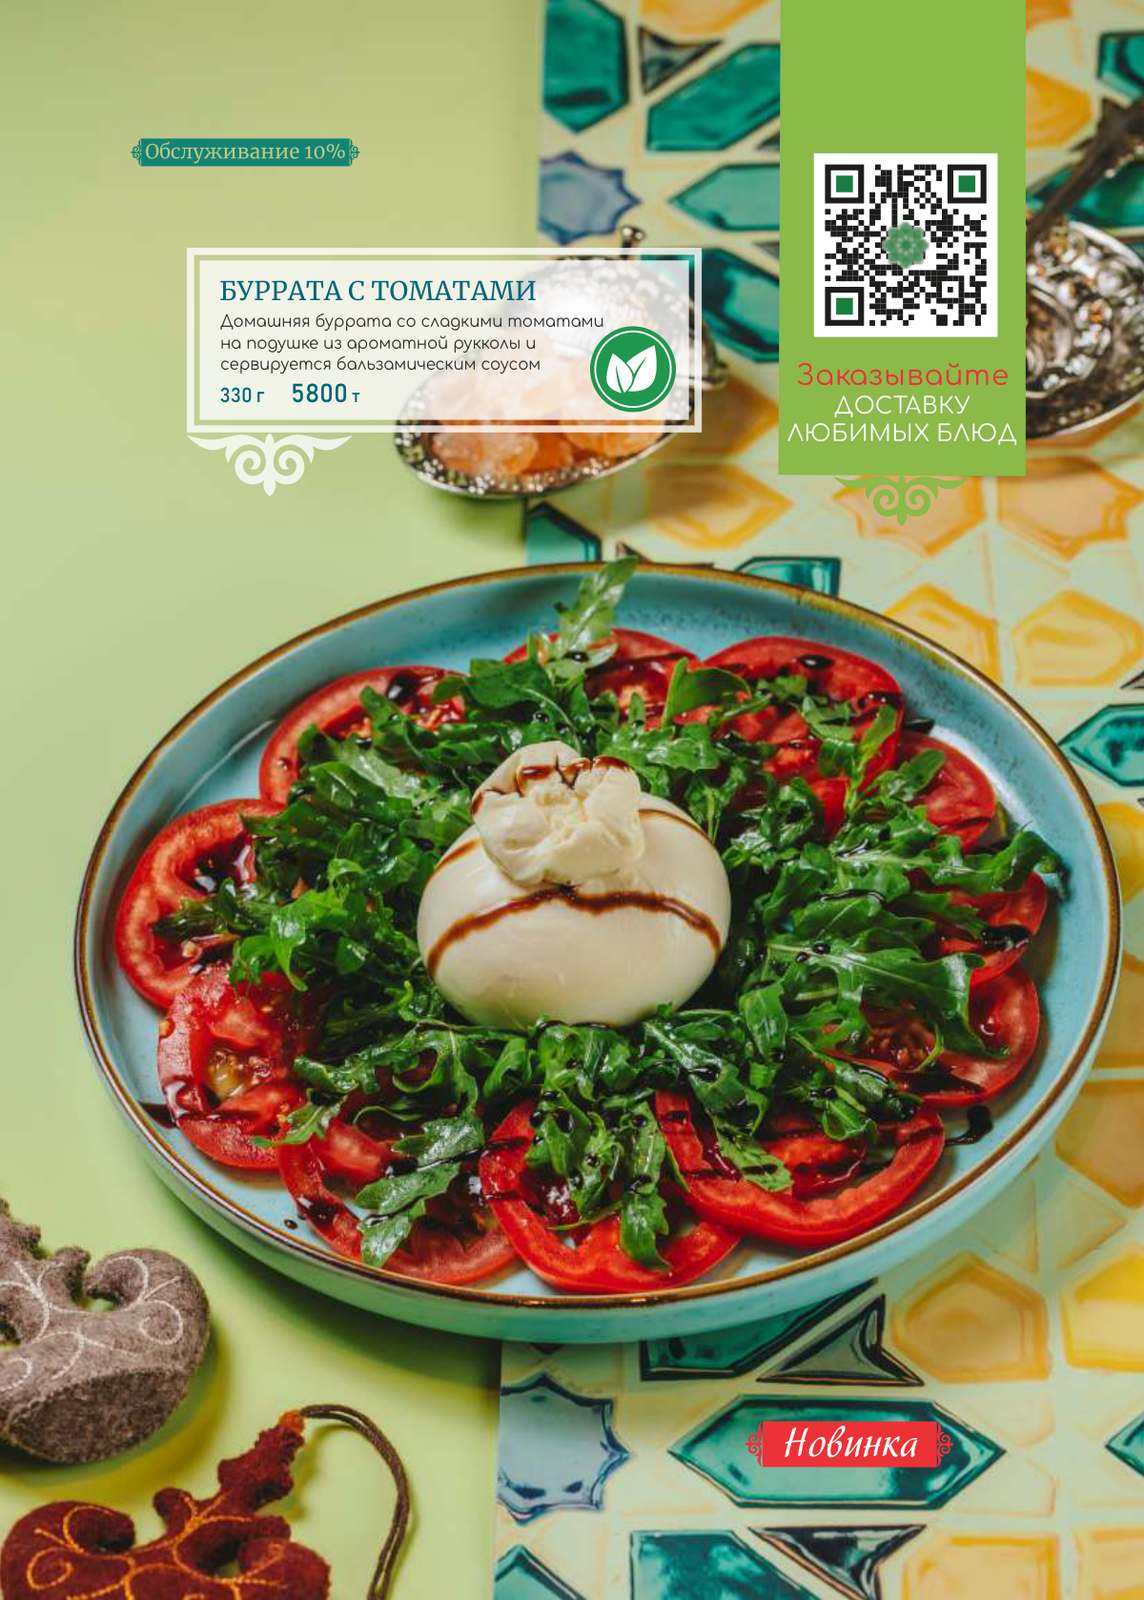 Обслуживание 10%
БУРРАТА С ТОМАТАМИ
Домашняя буррата со сладкими томатами
на подушке из ароматной рукколы и
сервируется бальзамическим соусом
330 г 5800 т
Заказывайте
ДОСТАВКУ
ЛЮБИМЫХ БЛЮД
Новинка